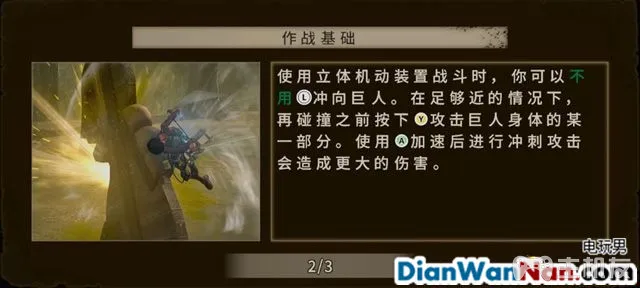 作战基础
使用立体机动装置战斗时，你可以不
用Ⓛ冲向巨人。在足够近的情况下，
再碰撞之前按下Ⓨ攻击巨人身体的某
一部分。使用Ⓐ加速后进行冲刺攻击
会造成更大的伤害。
2/3
电玩男
DianWanNan.com